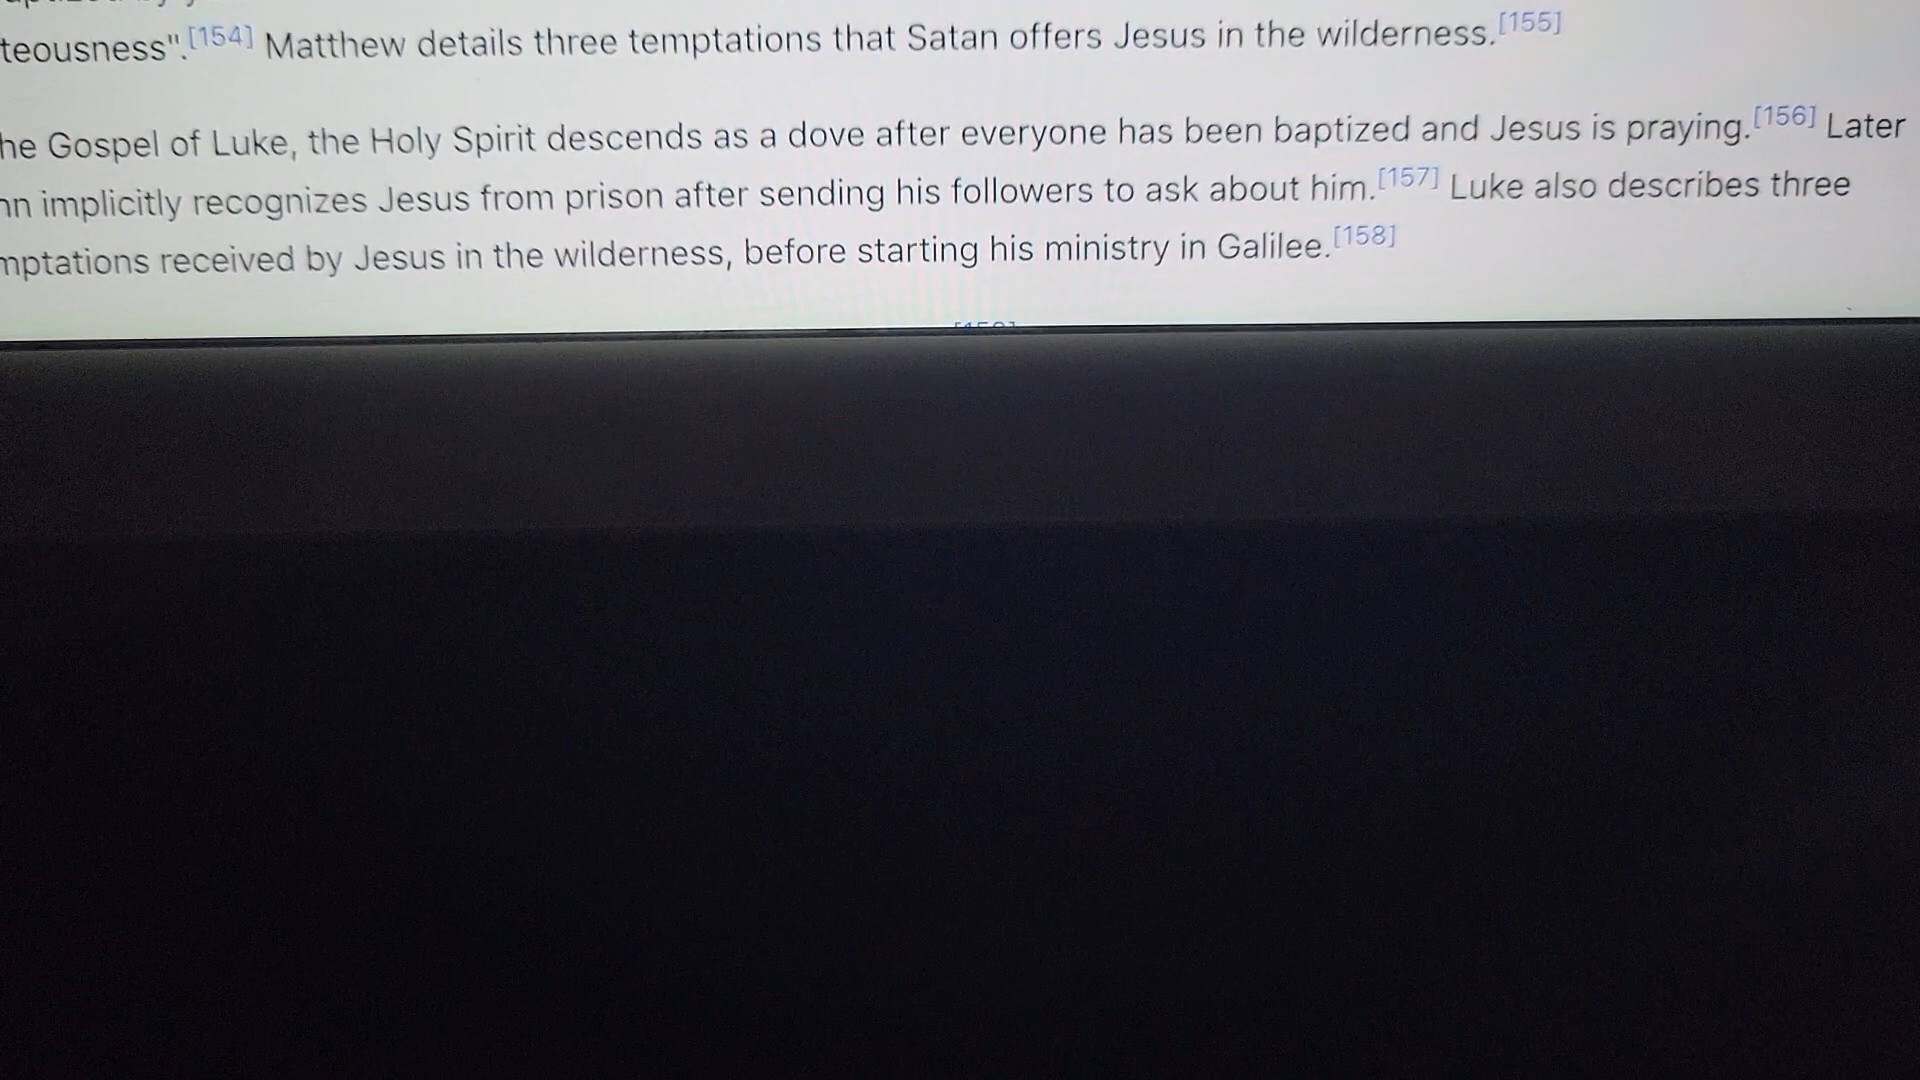 teousness".[154] Matthew details three temptations that Satan offers Jesus in the wilderness.[155]
he Gospel of Luke, the Holy Spirit descends as a dove after everyone has been baptized and Jesus is praying.[156] Later
nn implicitly recognizes Jesus from prison after sending his followers to ask about him.[157] Luke also describes three
mptations received by Jesus in the wilderness, before starting his ministry in Galilee.[158]